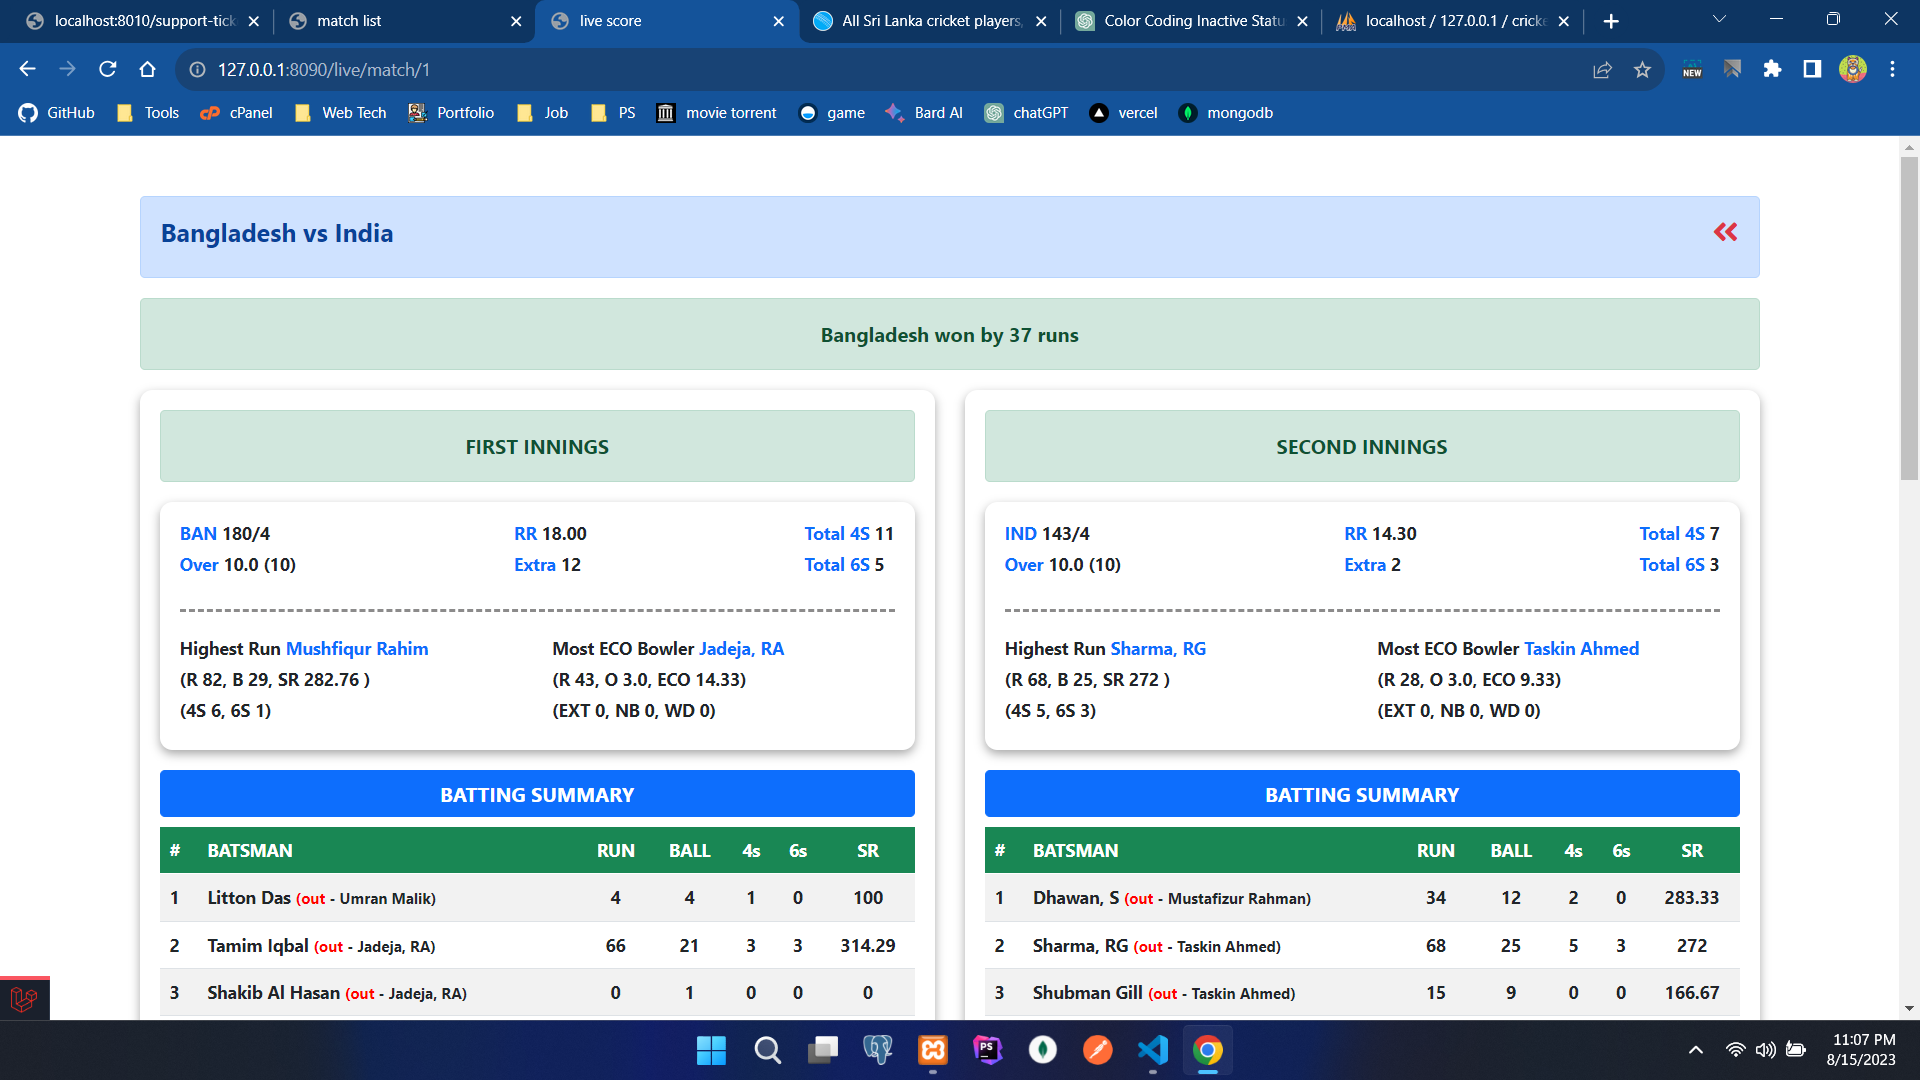 localhost:8010/support-tick
match list
live score
All Sri Lanka cricket players,
Color Coding Inactive Statu
localhost / 127.0.0.1 / cricke
127.0.0.1:8090/live/match/1
NEW
GitHub
Tools
cPanel
Web Tech
Portfolio
Job
PS
movie torrent
game
Bard AI
chatGPT
vercel
mongodb
Bangladesh vs India
Bangladesh won by 37 runs
FIRST INNINGS
BAN 180/4 RR 18.00 Total 4S 11
Over 10.0 (10) Extra 12 Total 6S 5
Highest Run Mushfiqur Rahim Most ECO Bowler Jadeja, RA
(R 82, B 29, SR 282.76 ) (R 43, O 3.0, ECO 14.33)
(4S 6, 6S 1) (EXT 0, NB 0, WD 0)
BATTING SUMMARY
# BATSMAN RUN BALL 4s 6s SR
1 Litton Das (out - Umran Malik) 4 4 1 0 100
2 Tamim Iqbal (out - Jadeja, RA) 66 21 3 3 314.29
3 Shakib Al Hasan (out - Jadeja, RA) 0 1 0 0 0
SECOND INNINGS
IND 143/4 RR 14.30 Total 4S 7
Over 10.0 (10) Extra 2 Total 6S 3
Highest Run Sharma, RG Most ECO Bowler Taskin Ahmed
(R 68, B 25, SR 272 ) (R 28, O 3.0, ECO 9.33)
(4S 5, 6S 3) (EXT 0, NB 0, WD 0)
BATTING SUMMARY
# BATSMAN RUN BALL 4s 6s SR
1 Dhawan, S (out - Mustafizur Rahman) 34 12 2 0 283.33
2 Sharma, RG (out - Taskin Ahmed) 68 25 5 3 272
3 Shubman Gill (out - Taskin Ahmed) 15 9 0 0 166.67
PS
11:07 PM
8/15/2023